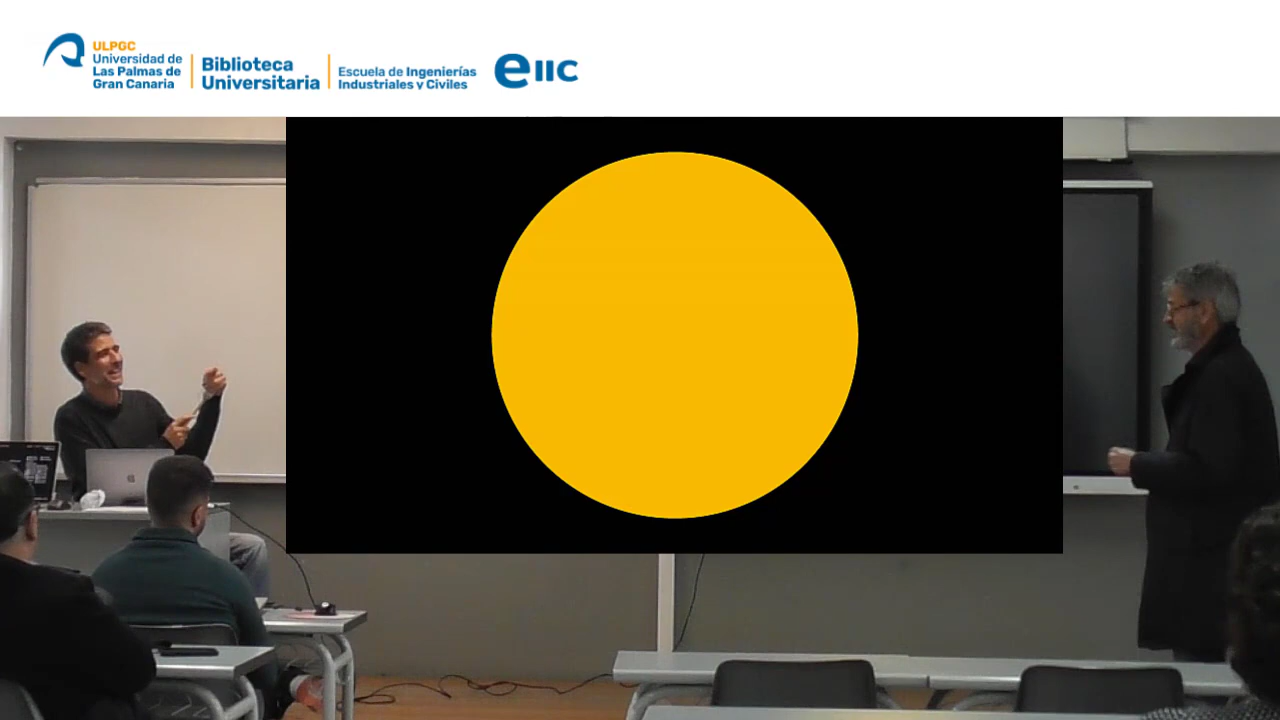 ULPGC
Universidad de
Las Palmas de
Gran Canaria
Biblioteca
Universitaria
Escuela de Ingenierías
Industriales y Civiles
eiic